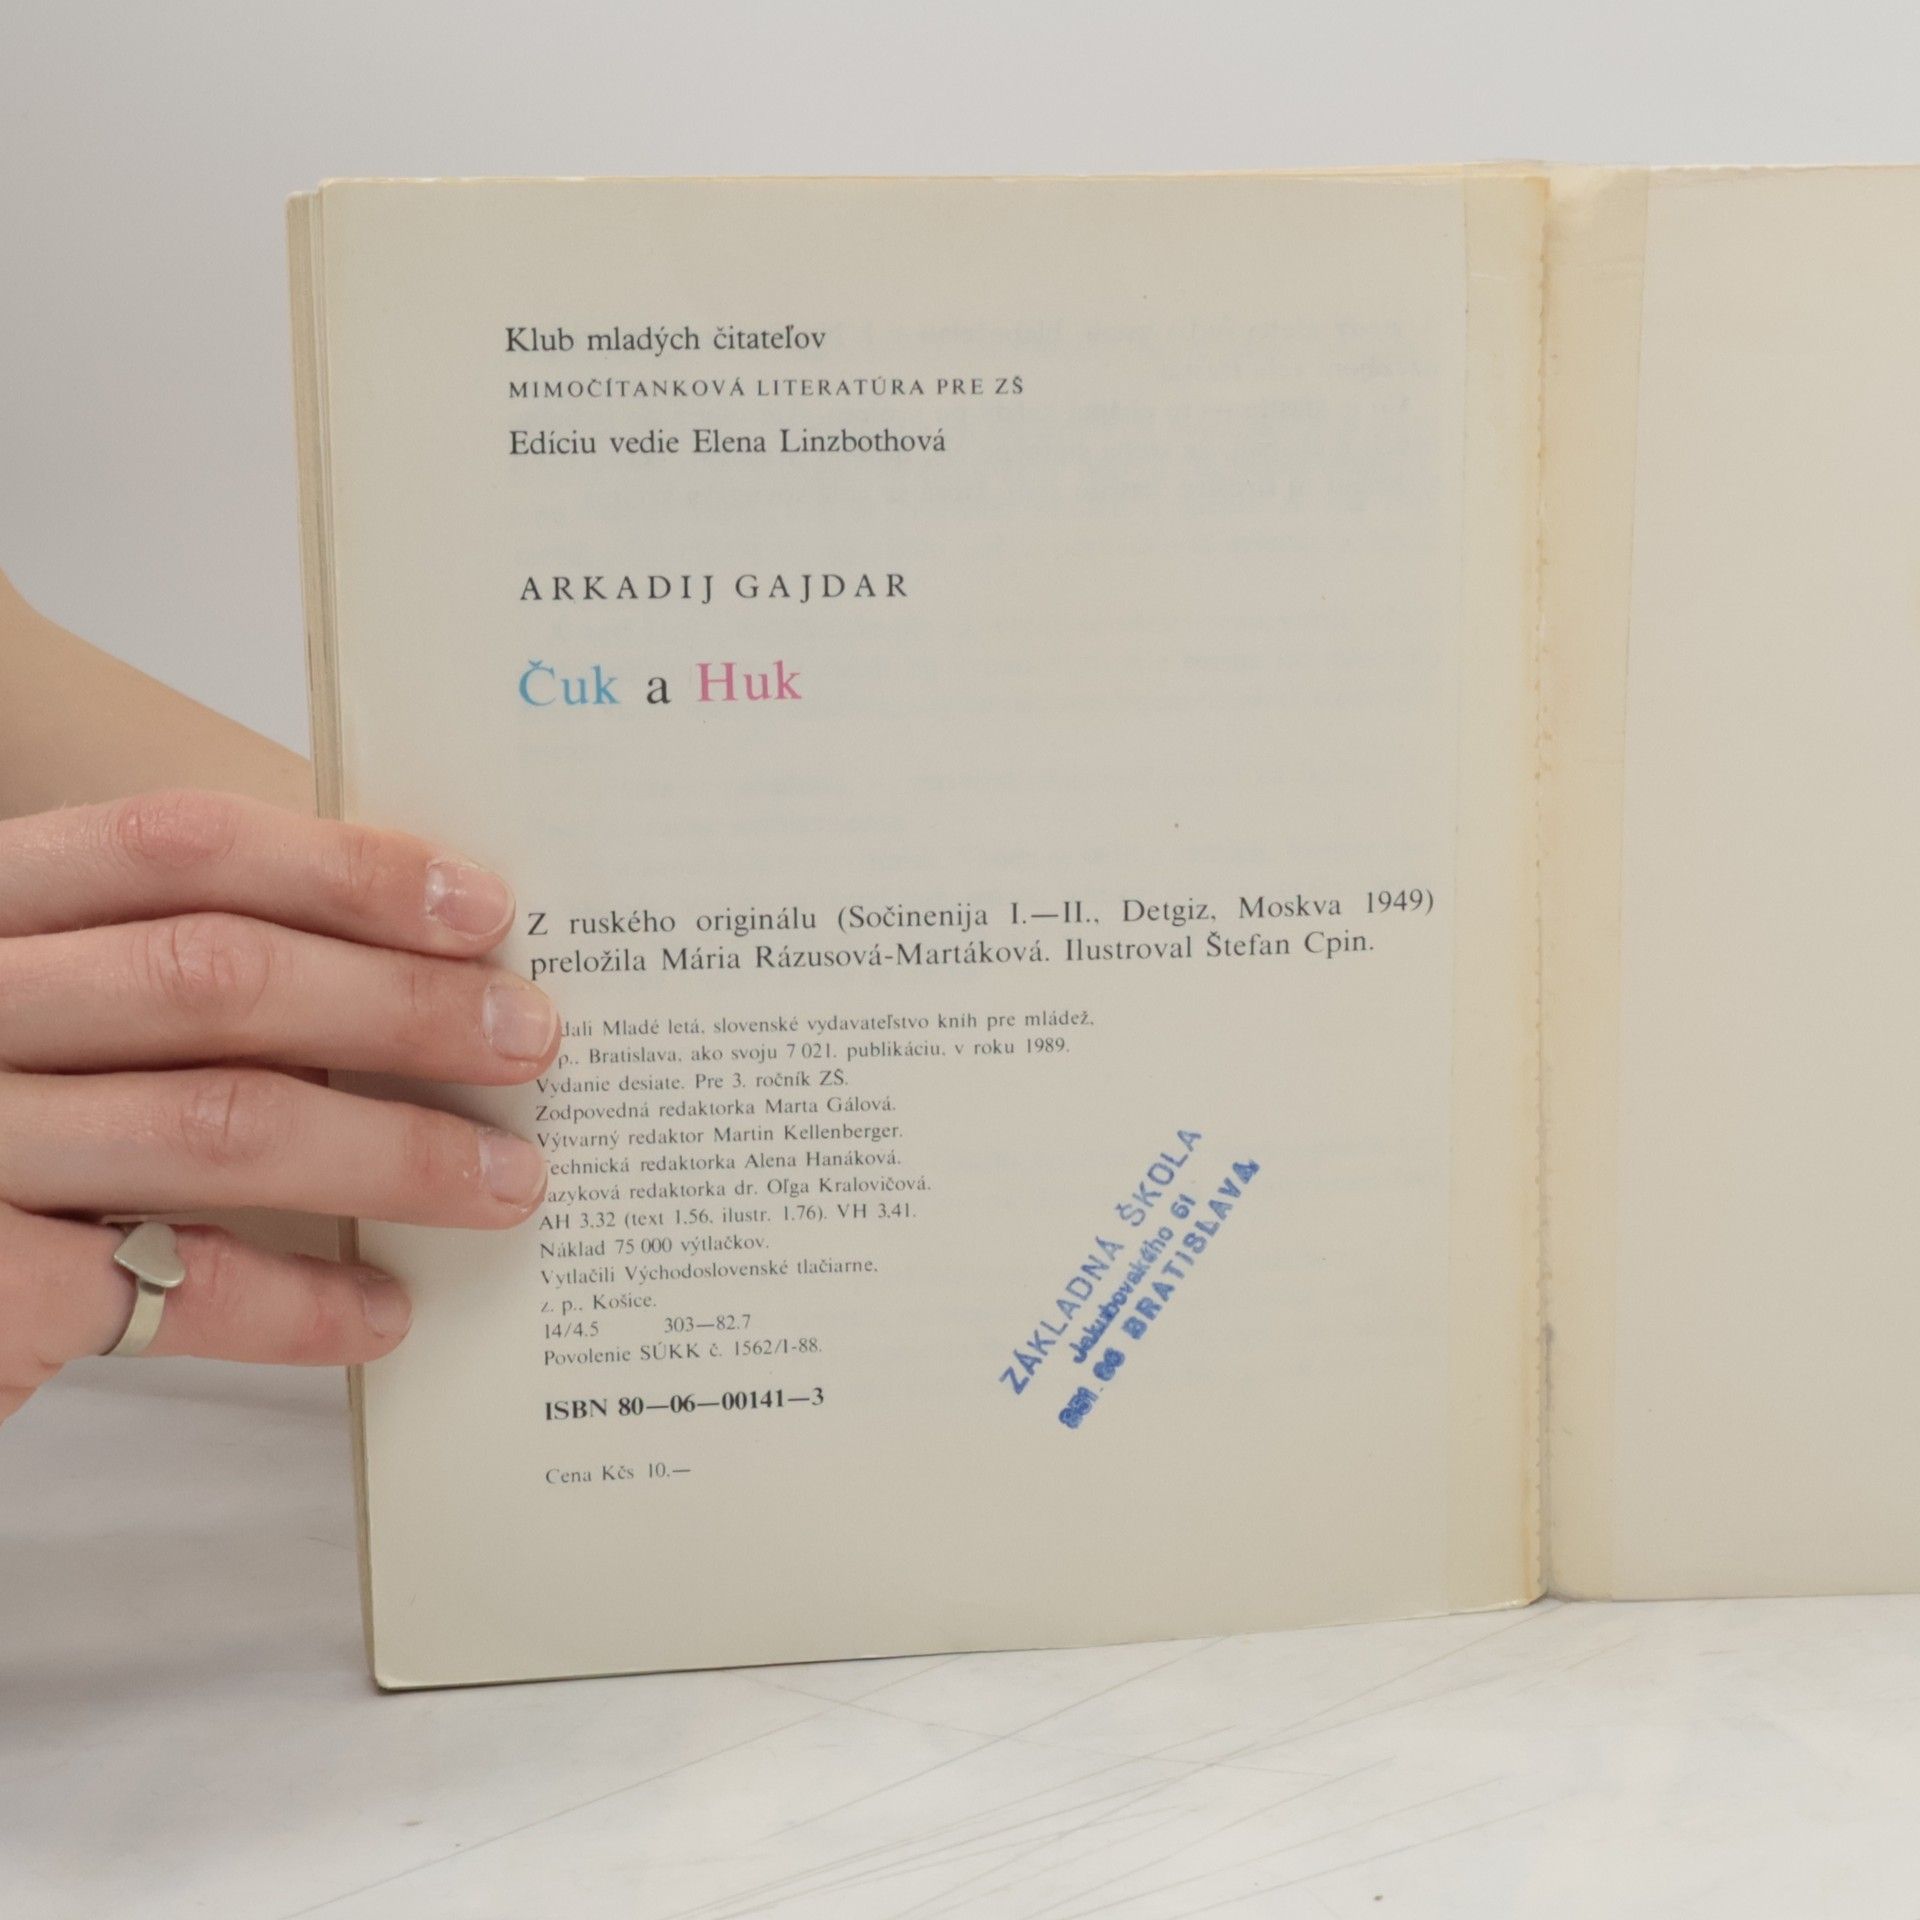 Klub mladých čitateľov
MIMOČÍTANKOVÁ LITERATÚRA PRE ZŠ
Edíciu vedie Elena Linzbothová
ARKADIJ GAJDAR
Čuk a Huk
Z ruského originálu (Sočinenija I.—II., Detgiz, Moskva 1949)
preložila Mária Rázusová-Martáková. Ilustroval Štefan Cpin.
dali Mladé letá, slovenské vydavateľstvo kníh pre mládež,
p., Bratislava, ako svoju 7 021. publikáciu, v roku 1989.
Vydanie desiate. Pre 3. ročník ZŠ.
Zodpovedná redaktorka Marta Gálová.
Výtvarný redaktor Martin Kellenberger.
echnická redaktorka Alena Hanáková.
azyková redaktorka dr. Oľga Kralovičová.
AH 3,32 (text 1,56, ilustr. 1,76). VH 3,41.
Náklad 75 000 výtlačkov.
Vytlačili Východoslovenské tlačiarne,
z. p., Košice.
14/4.5 303—82.7
Povolenie SÚKK č. 1562/I-88.
ISBN 80—06—00141—3
Cena Kčs 10,—
ZÁKLADNÁ ŠKOLA
Jakubovského 61
BRATISLAVA